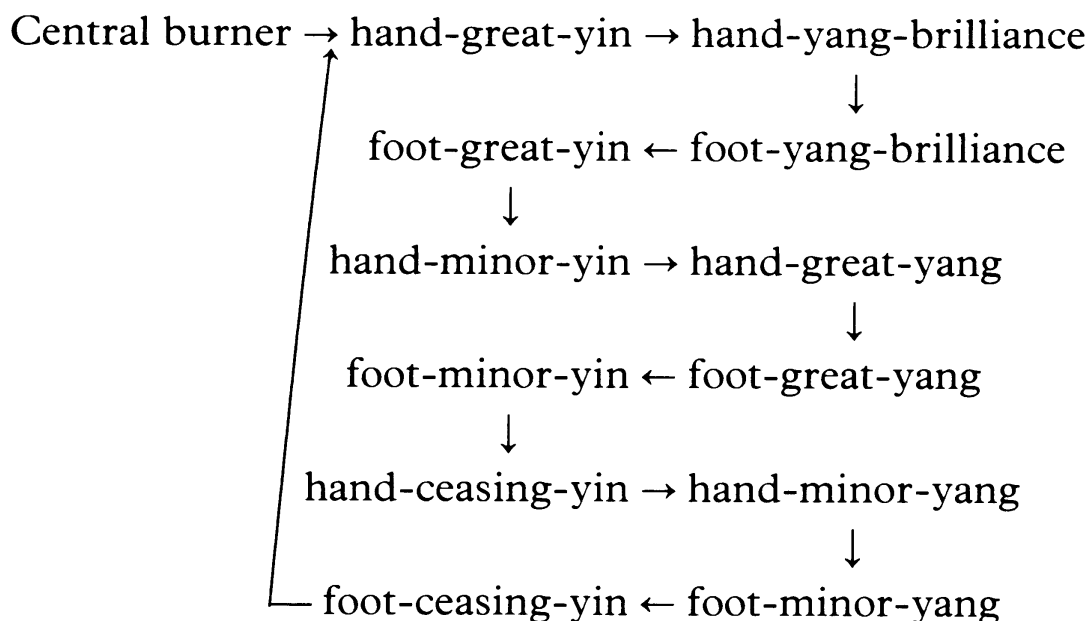 Central burner → hand-great-yin → hand-yang-brilliance
↓
foot-great-yin ← foot-yang-brilliance
↓
hand-minor-yin → hand-great-yang
↓
foot-minor-yin ← foot-great-yang
↓
hand-ceasing-yin → hand-minor-yang
↓
foot-ceasing-yin ← foot-minor-yang